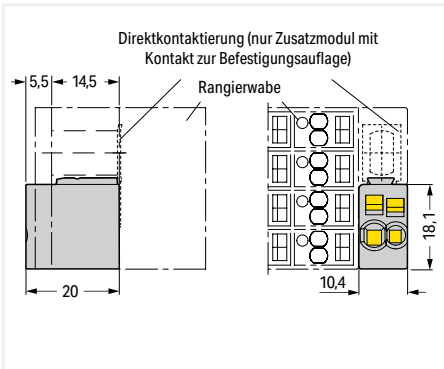 Direktkontaktierung (nur Zusatzmodul mit
Kontakt zur Befestigungsauflage)
5,5
14,5
Rangierwabe
18,1
20
10,4